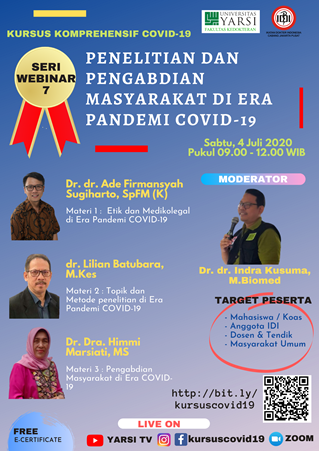 KURSUS KOMPREHENSIF COVID-19
UNIVERSITAS
YARSI
FAKULTAS KEDOKTERAN
IDI
SERI
WEBINAR
7
PENELITIAN DAN
PENGABDIAN
MASYARAKAT DI ERA
PANDEMI COVID-19
Sabtu, 4 Juli 2020
Pukul 09.00 - 12.00 WIB
Dr. dr. Ade Firmansyah
Sugiharto, SpFM (K)
Materi 1 : Etik dan Medikolegal
di Era Pandemi COVID-19
MODERATOR
Dr. dr. Indra Kusuma,
M.Biomed
dr. Lilian Batubara,
M.Kes
Materi 2 : Topik dan
Metode penelitian di Era
Pandemi COVID-19
TARGET PESERTA
- Mahasiswa / Koas
- Anggota IDI
- Dosen & Tendik
- Masyarakat Umum
Dr. Dra. Himmi
Marsiati, MS
Materi 3 : Pengabdian
Masyarakat di Era COVID-
19
http://bit.ly/
kursuscovid19
FREE
E-CERTIFICATE
LIVE ON
YARSI TV
kursuscovid19
ZOOM